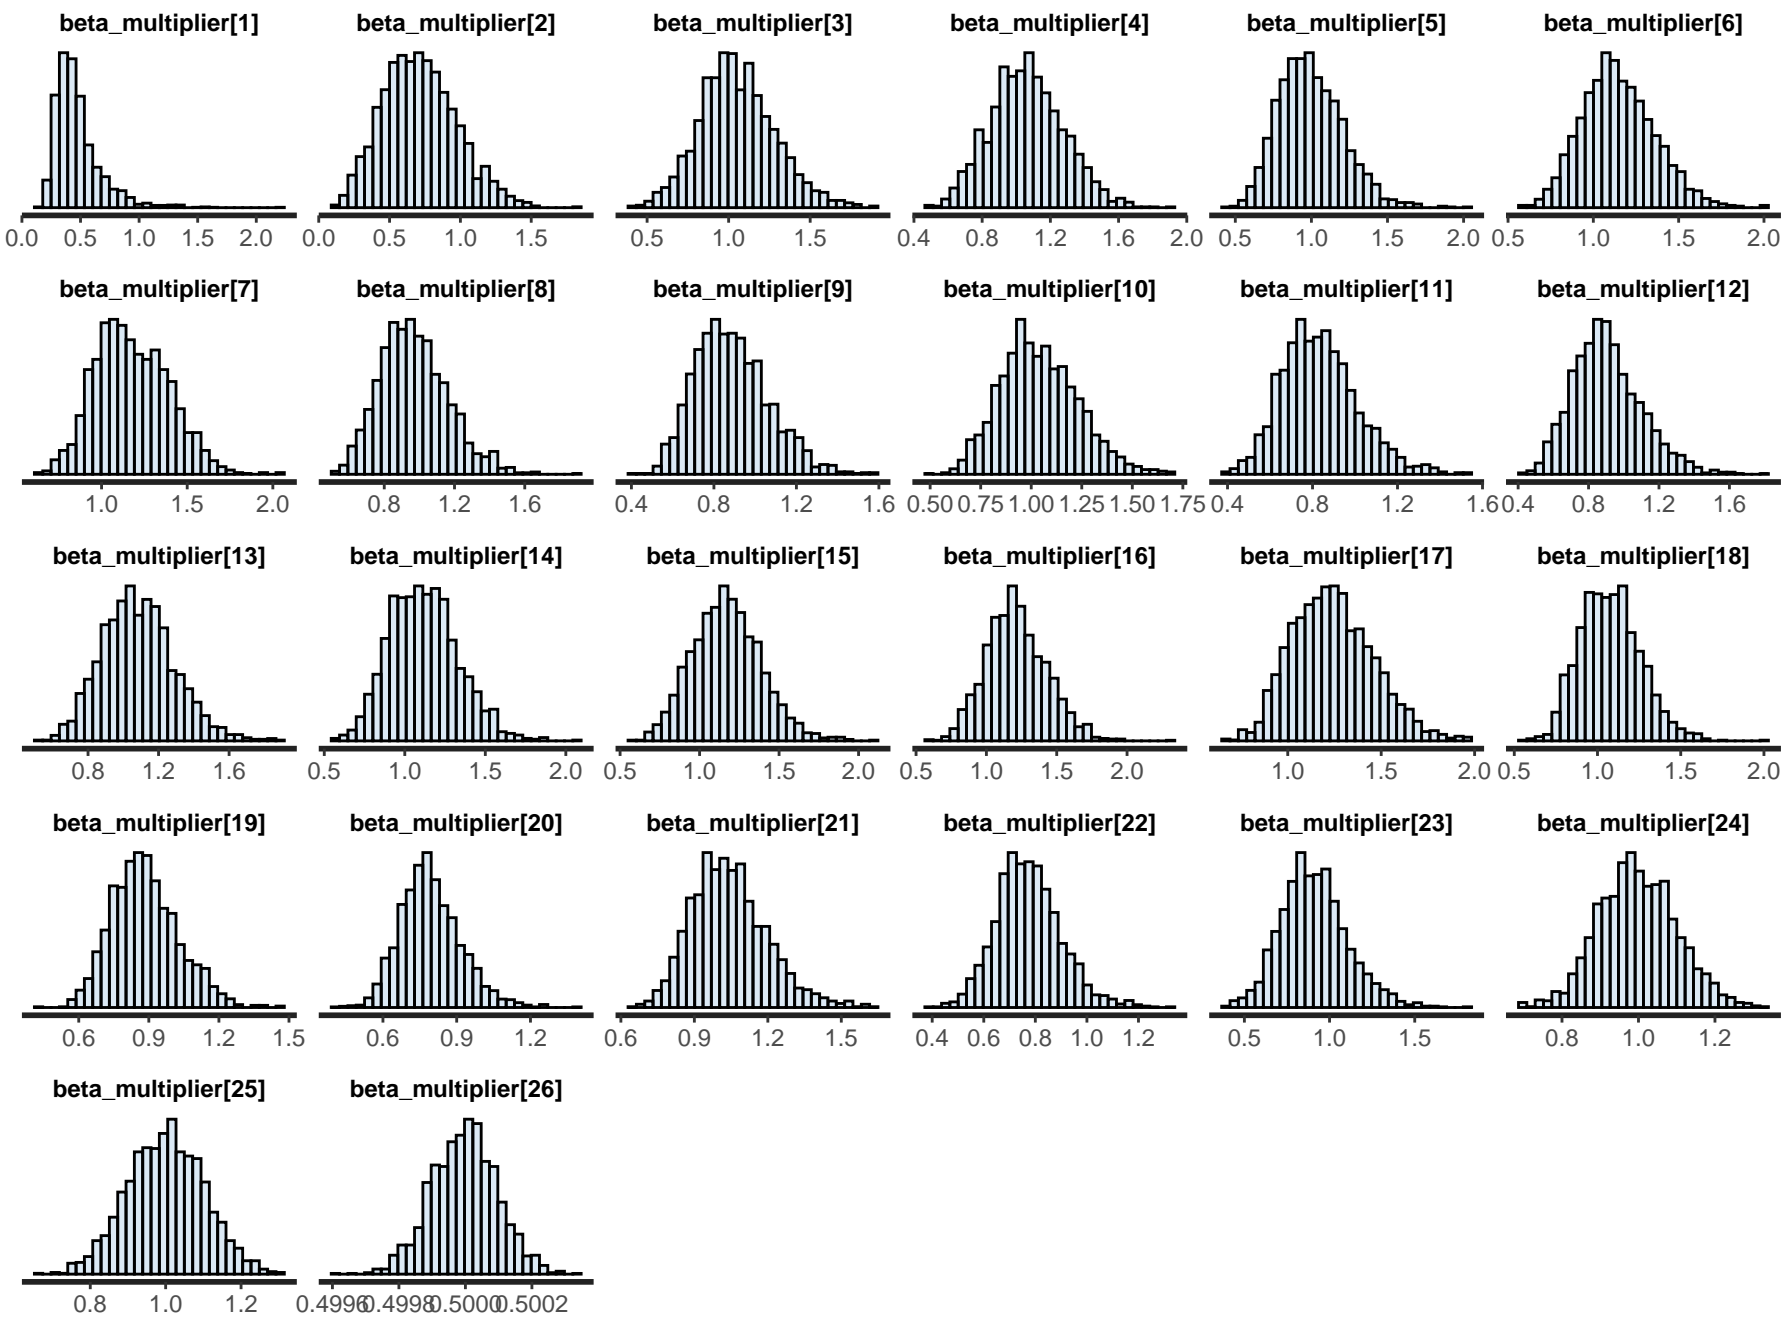 beta_multiplier[1] beta_multiplier[2] beta_multiplier[3] beta_multiplier[4] beta_multiplier[5] beta_multiplier[6]
0.0 0.5 1.0 1.5 2.0 0.0 0.5 1.0 1.5 0.5 1.0 1.5 0.4 0.8 1.2 1.6 2.0 0.5 1.0 1.5 2.0 0.5 1.0 1.5 2.0
beta_multiplier[7] beta_multiplier[8] beta_multiplier[9] beta_multiplier[10] beta_multiplier[11] beta_multiplier[12]
1.0 1.5 2.0 0.8 1.2 1.6 0.4 0.8 1.2 1.6 0.50 0.75 1.00 1.25 1.50 1.75 0.4 0.8 1.2 1.6 0.4 0.8 1.2 1.6
beta_multiplier[13] beta_multiplier[14] beta_multiplier[15] beta_multiplier[16] beta_multiplier[17] beta_multiplier[18]
0.8 1.2 1.6 0.5 1.0 1.5 2.0 0.5 1.0 1.5 2.0 0.5 1.0 1.5 2.0 1.0 1.5 2.0 0.5 1.0 1.5 2.0
beta_multiplier[19] beta_multiplier[20] beta_multiplier[21] beta_multiplier[22] beta_multiplier[23] beta_multiplier[24]
0.6 0.9 1.2 1.5 0.6 0.9 1.2 0.6 0.9 1.2 1.5 0.4 0.6 0.8 1.0 1.2 0.5 1.0 1.5 0.8 1.0 1.2
beta_multiplier[25] beta_multiplier[26]
0.8 1.0 1.2 0.4996 0.4998 0.5000 0.5002